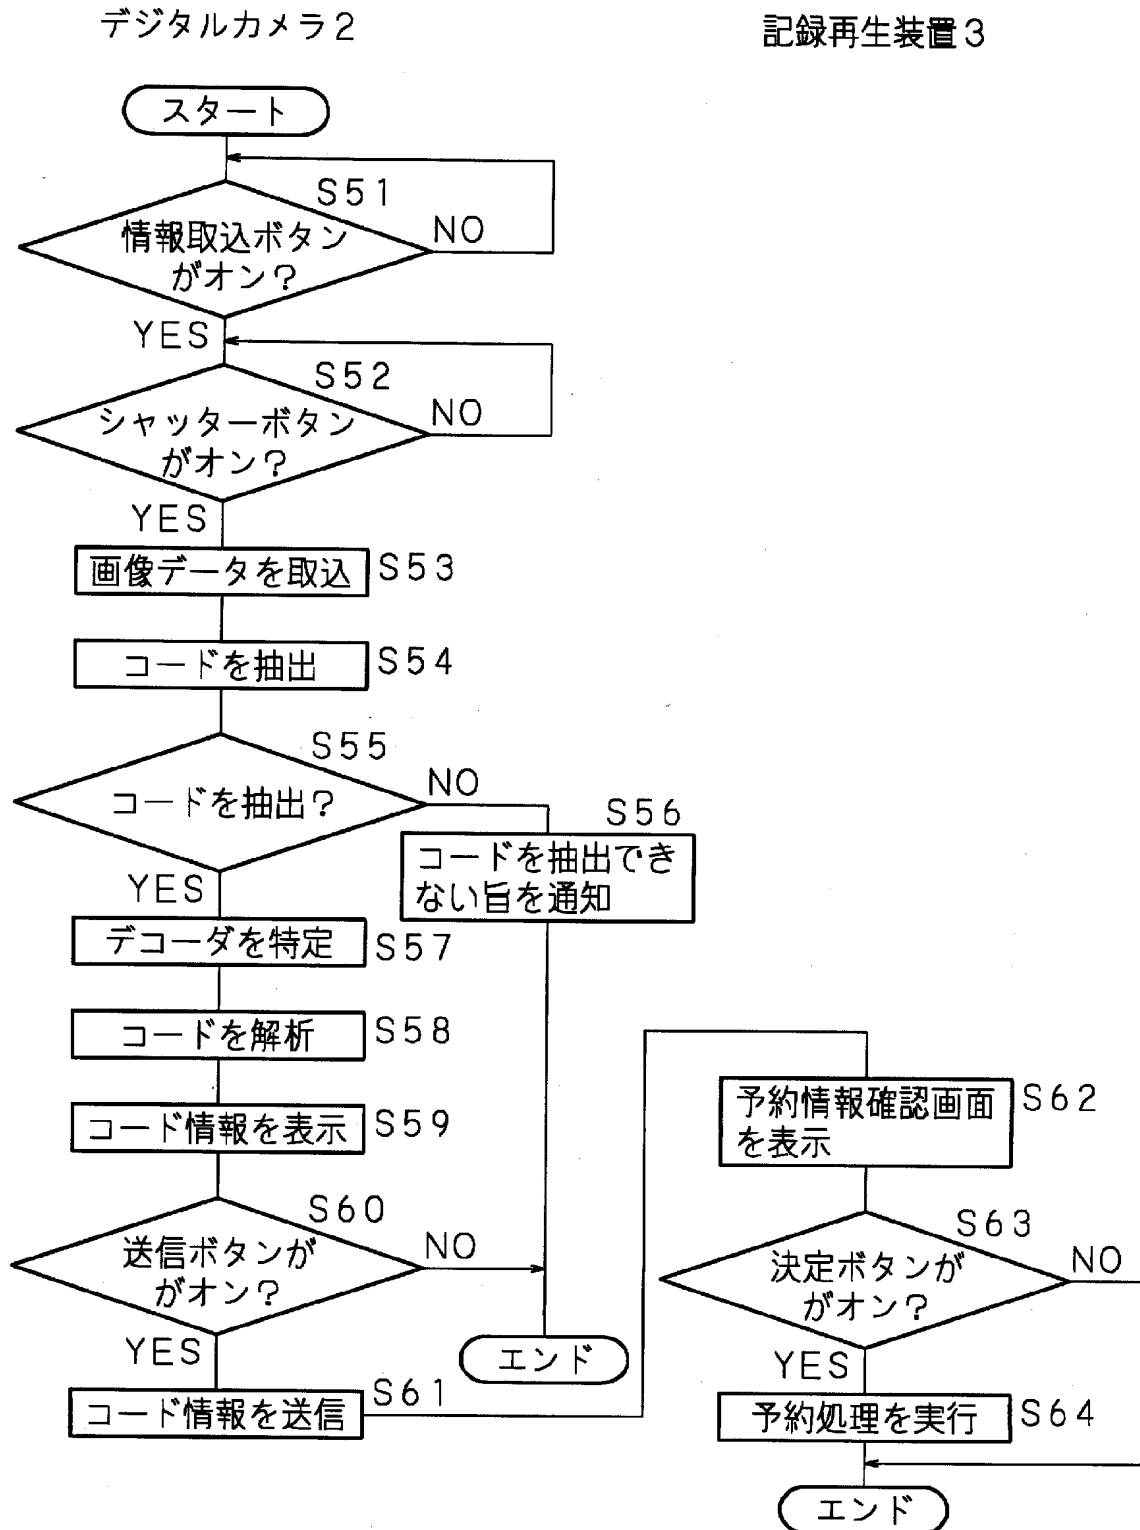 デジタルカメラ2
記録再生装置3
スタート
S51
情報取込ボタン
がオン?
NO
YES
S52
シャッターボタン
がオン?
NO
YES
画像データを取込
S53
コードを抽出
S54
S55
コードを抽出?
NO
YES
S56
コードを抽出でき
ない旨を通知
デコーダを特定
S57
コードを解析
S58
コード情報を表示
S59
S60
送信ボタンが
がオン?
NO
YES
エンド
コード情報を送信
S61
予約情報確認画面
を表示
S62
S63
決定ボタンが
がオン?
NO
YES
予約処理を実行
S64
エンド